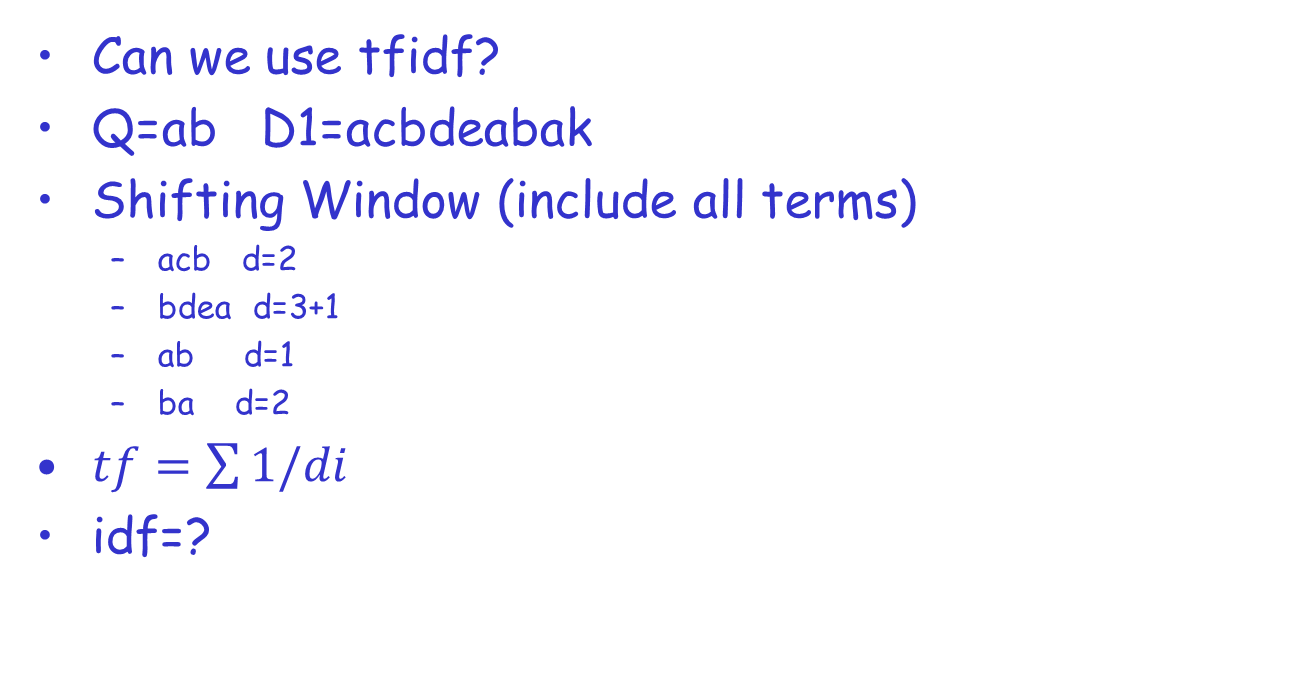 • Can we use tfidf?
• Q=ab D1=acbdeabak
• Shifting Window (include all terms)
– acb d=2
– bdea d=3+1
– ab d=1
– ba d=2
• tf = ∑ 1/di
• idf=?